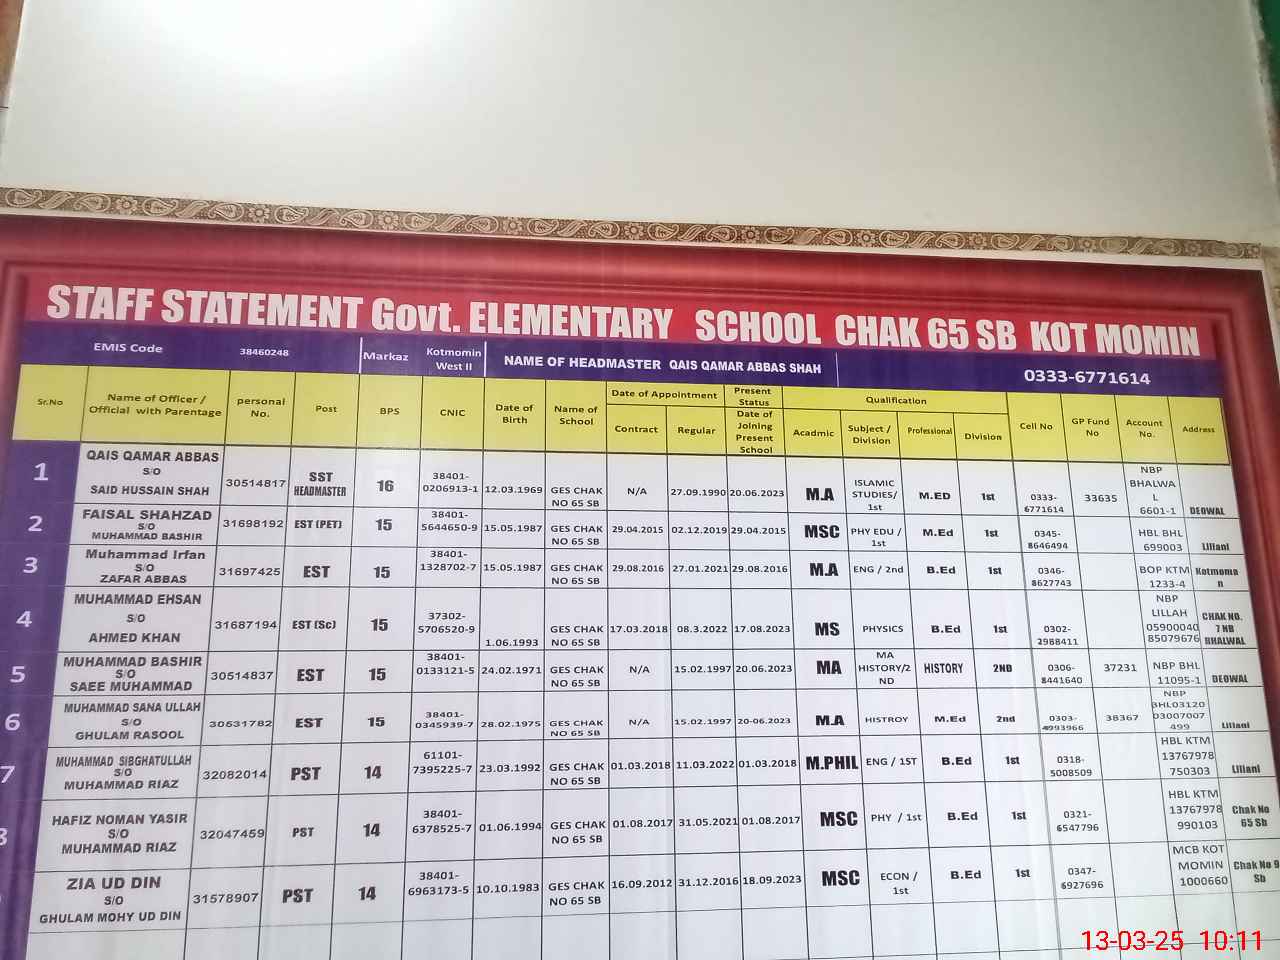 STAFF STATEMENT Govt. ELEMENTARY SCHOOL CHAK 65 SB KOT MOMIN
EMIS Code 38460248 Markaz Kotmomin West II NAME OF HEADMASTER QAIS QAMAR ABBAS SHAH 0333-6771614
Sr.No Name of Officer / Official with Parentage personal No. Post BPS CNIC Date of Birth Name of School Date of Appointment Contract Regular Present Status Date of Joining Present School Qualification Acadmic Subject / Division Professional Division Cell No GP Fund No Account No. Address
1 QAIS QAMAR ABBAS S/O SAID HUSSAIN SHAH 30514817 SST HEADMASTER 16 38401-0206913-1 12.03.1969 GES CHAK NO 65 SB N/A 27.09.1990 20.06.2023 M.A ISLAMIC STUDIES/ 1st M.ED 1st 0333-6771614 33635 NBP BHALWA L 6601-1 DEOWAL
2 FAISAL SHAHZAD S/O MUHAMMAD BASHIR 31698192 EST (PET) 15 38401-5644650-9 15.05.1987 GES CHAK NO 65 SB 29.04.2015 02.12.2019 29.04.2015 MSC PHY EDU / 1st M.Ed 1st 0345-8646494 HBL BHL 699003 Liliani
3 Muhammad Irfan S/O ZAFAR ABBAS 31697425 EST 15 38401-1328702-7 15.05.1987 GES CHAK NO 65 SB 29.08.2016 27.01.2021 29.08.2016 M.A ENG / 2nd B.Ed 1st 0346-8627743 BOP KTM 1233-4 Kotmomo n
4 MUHAMMAD EHSAN S/O AHMED KHAN 31687194 EST (Sc) 15 37302-5706520-9 1.06.1993 GES CHAK NO 65 SB 17.03.2018 08.3.2022 17.08.2023 MS PHYSICS B.Ed 1st 0302-2988411 NBP LILLAH 05900040 85079676 CHAK NO. 7 NB BHALWAL
5 MUHAMMAD BASHIR S/O SAEE MUHAMMAD 30514837 EST 15 38401-0133121-5 24.02.1971 GES CHAK NO 65 SB N/A 15.02.1997 20.06.2023 MA MA HISTORY/2 ND HISTORY 2ND 0306-8441640 37231 NBP BHL 11095-1 DEOWAL
6 MUHAMMAD SANA ULLAH S/O GHULAM RASOOL 30531782 EST 15 38401-0345939-7 28.02.1975 GES CHAK NO 65 SB N/A 15.02.1997 20-06.2023 M.A HISTROY M.Ed 2nd 0303-4993966 38367 NBP BHL03120 03007007 499 Liliani
7 MUHAMMAD SIBGHATULLAH S/O MUHAMMAD RIAZ 32082014 PST 14 61101-7395225-7 23.03.1992 GES CHAK NO 65 SB 01.03.2018 11.03.2022 01.03.2018 M.PHIL ENG / 1ST B.Ed 1st 0318-5008509 HBL KTM 13767978 750303 Liliani
HAFIZ NOMAN YASIR S/O MUHAMMAD RIAZ 32047459 PST 14 38401-6378525-7 01.06.1994 GES CHAK NO 65 SB 01.08.2017 31.05.2021 01.08.2017 MSC PHY / 1st B.Ed 1st 0321-6547796 HBL KTM 13767978 990103 Chak No 65 Sb
ZIA UD DIN S/O GHULAM MOHY UD DIN 31578907 PST 14 38401-6963173-5 10.10.1983 GES CHAK NO 65 SB 16.09.2012 31.12.2016 18.09.2023 MSC ECON / 1st B.Ed 1st 0347-6927696 MCB KOT MOMIN 1000660 Chak No 9 Sb
13-03-25 10:11